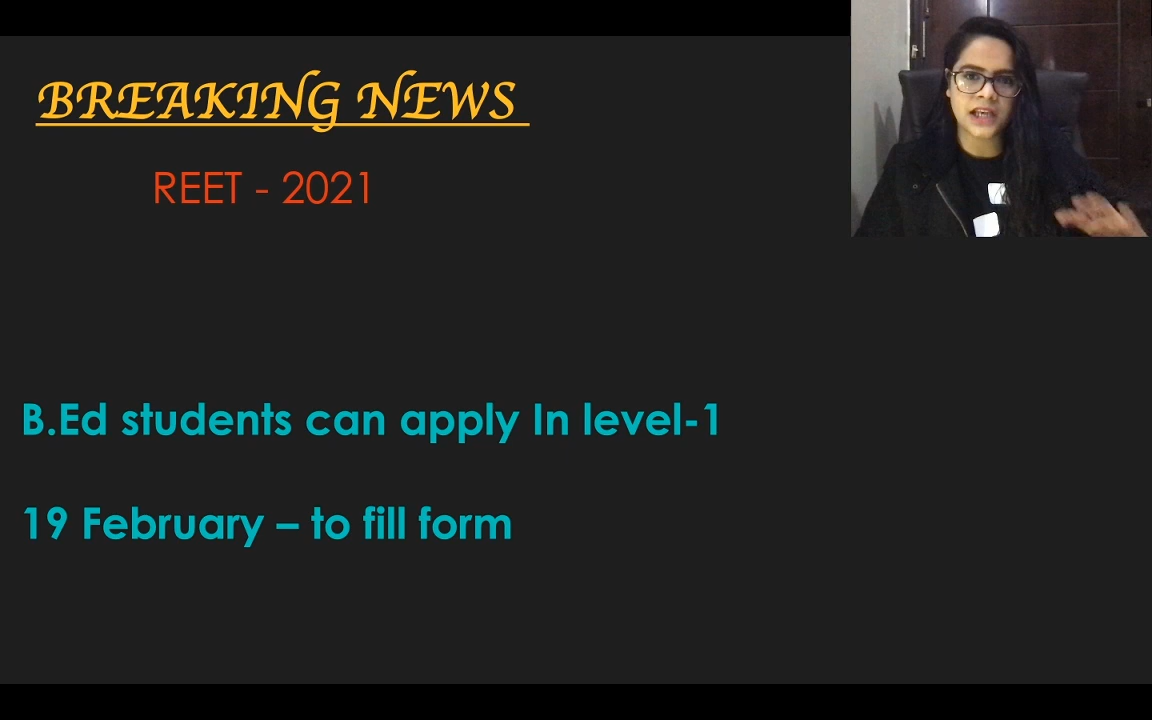 BREAKING NEWS
REET - 2021
B.Ed students can apply In level-1
19 February – to fill form